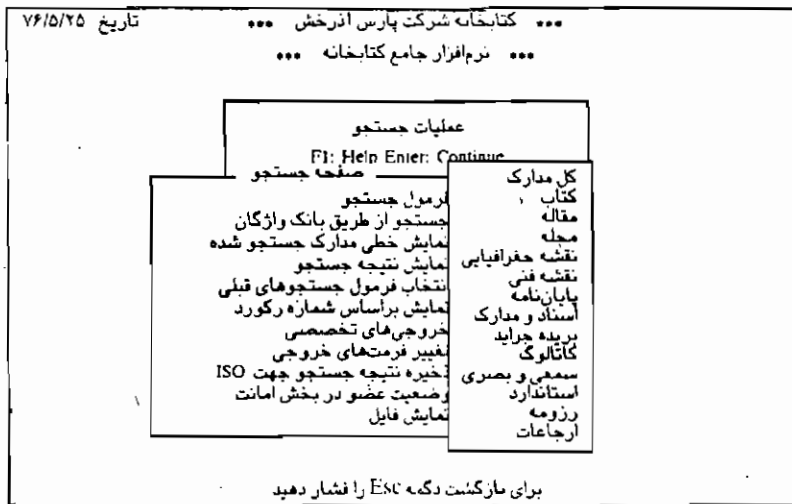 *** کتابخانه شرکت پارس آذرخش *** تاریخ ۷۶/۵/۲۵
*** نرم‌افزار جامع کتابخانه ***
عملیات جستجو
F1: Help Enter: Continue
صفحه جستجو
فرمول جستجو
جستجو از طریق بانک واژگان
نمایش خطی مدارک جستجو شده
نمایش نتیجه جستجو
انتخاب فرمول جستجوهای قبلی
نمایش براساس شماره رکورد
خروجی‌های تخصصی
تغییر فرمت‌های خروجی
ذخیره نتیجه جستجو جهت ISO
وضعیت عضو در بخش امانت
نمایش فایل
کل مدارک
کتاب
مقاله
مجله
نقشه جغرافیایی
نقشه فنی
پایان‌نامه
اسناد و مدارک
بریده جراید
کاتالوگ
سمعی و بصری
استاندارد
رزومه
ارجاعات
برای بازگشت دگمه Esc را فشار دهید